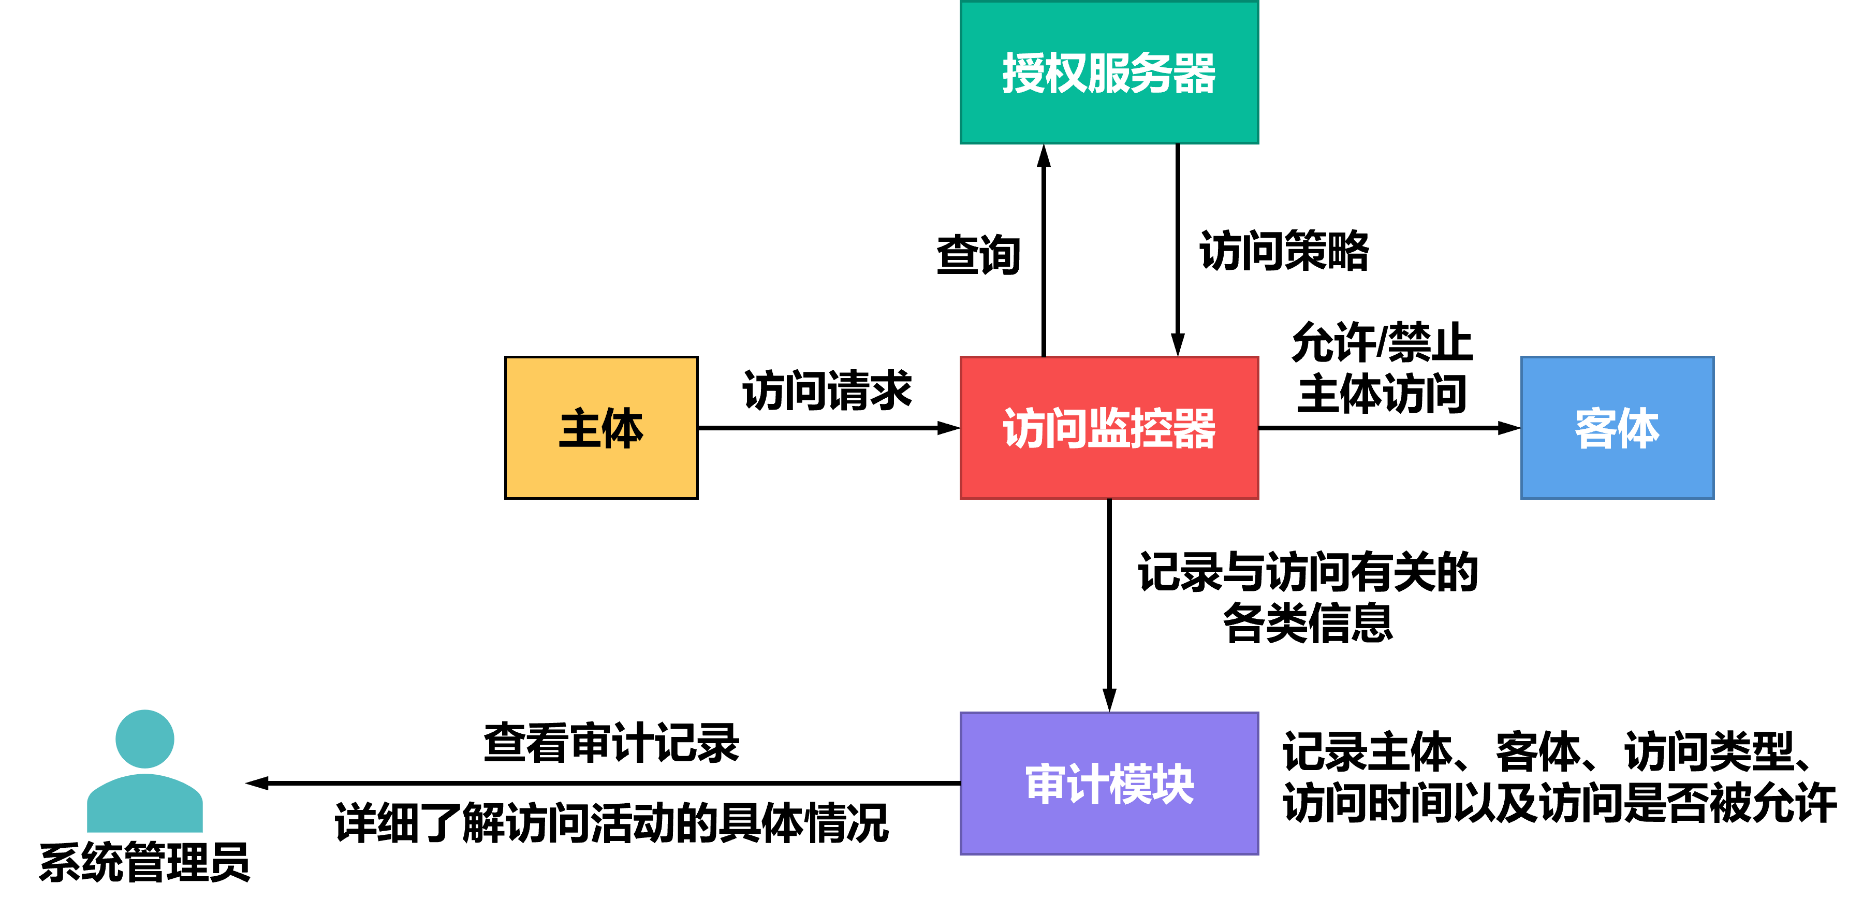 授权服务器
查询
访问策略
允许/禁止
主体访问
访问请求
主体
访问监控器
客体
记录与访问有关的
各类信息
查看审计记录
审计模块
记录主体、客体、访问类型、
访问时间以及访问是否被允许
详细了解访问活动的具体情况
系统管理员